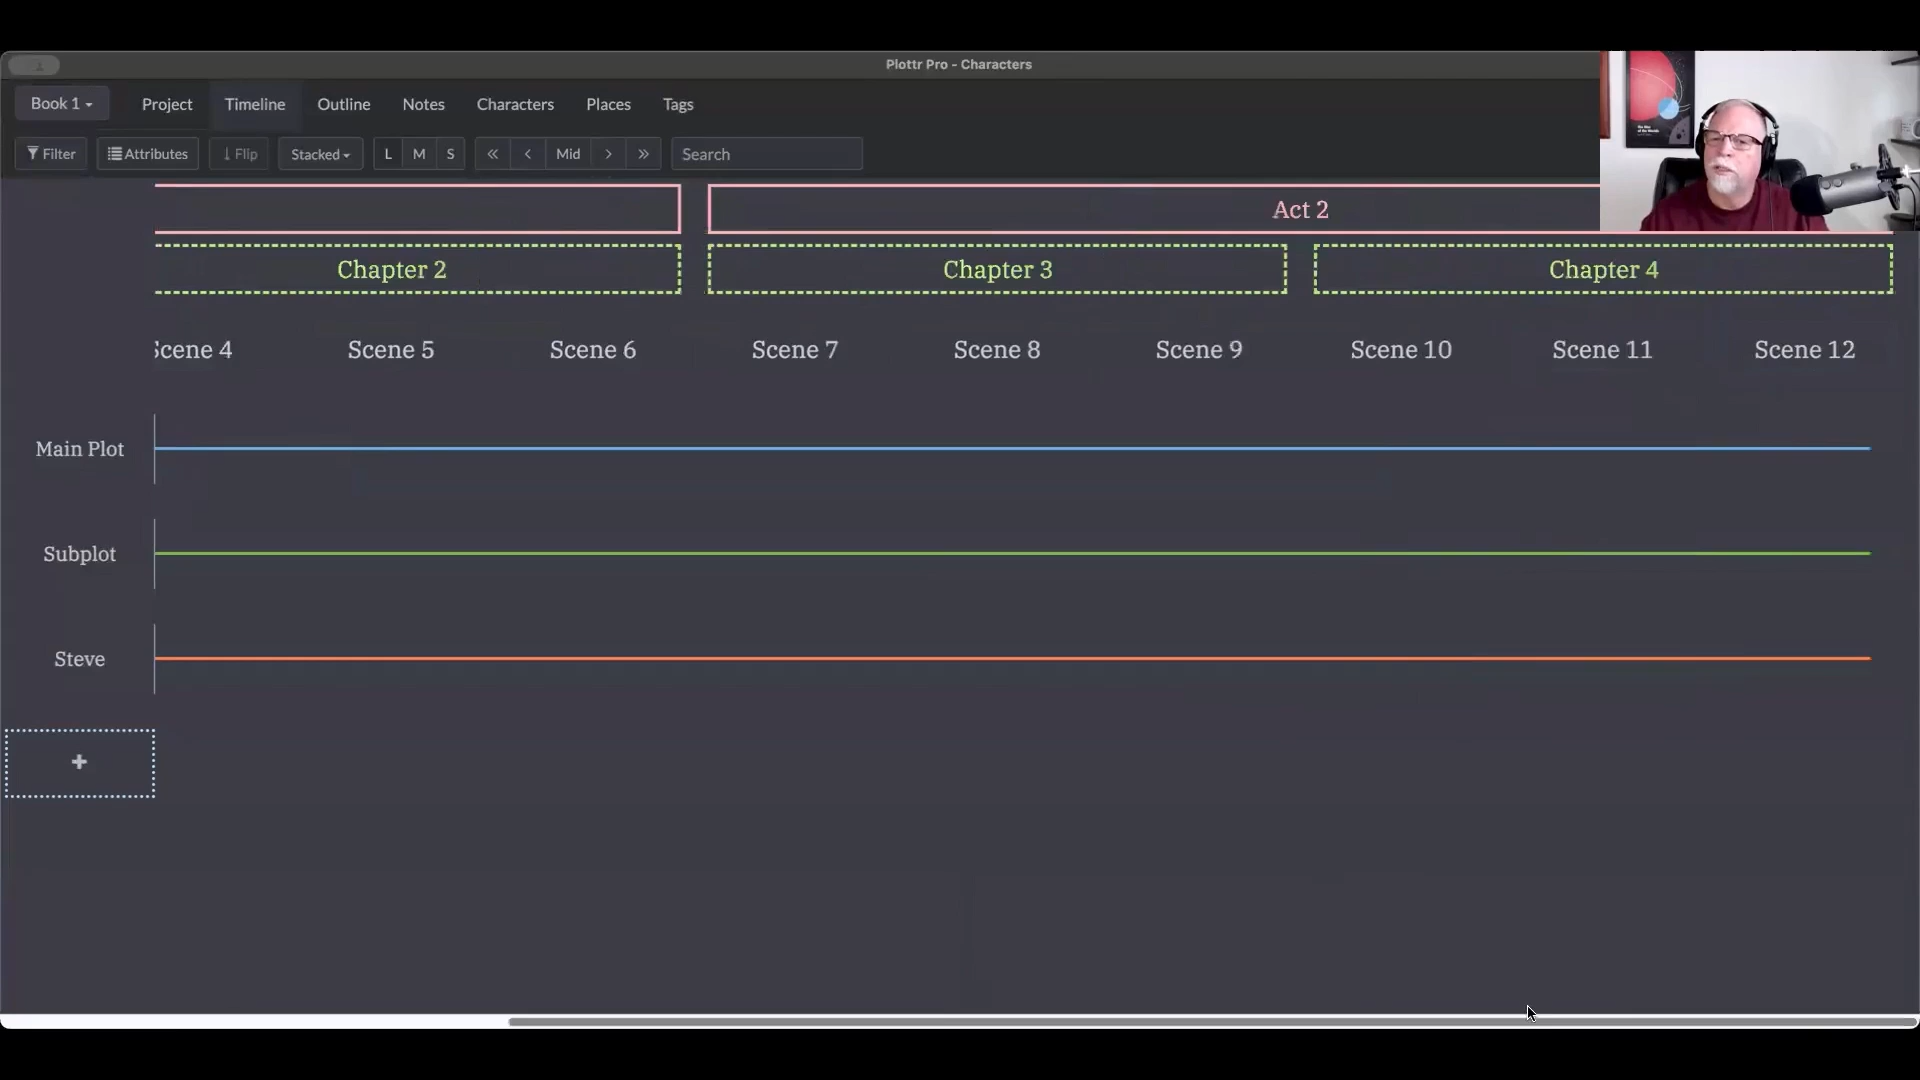 Plottr Pro - Characters
Book 1
Project
Timeline
Outline
Notes
Characters
Places
Tags
Filter
Attributes
Flip
Stacked
L
M
S
Mid
Search
Act 2
Chapter 2
Chapter 3
Chapter 4
Scene 4
Scene 5
Scene 6
Scene 7
Scene 8
Scene 9
Scene 10
Scene 11
Scene 12
Main Plot
Subplot
Steve